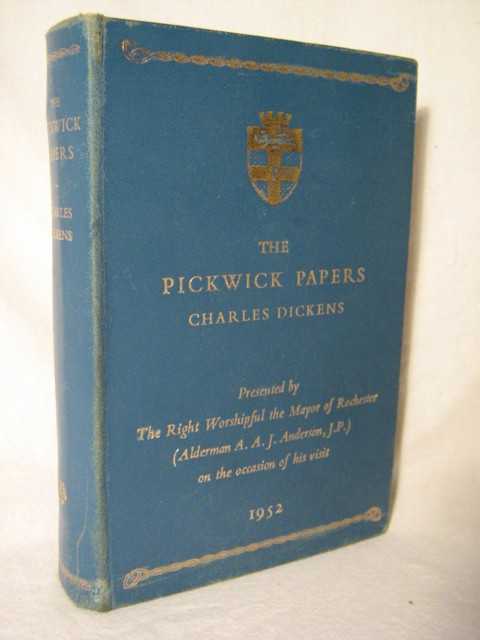 THE
PICKWICK
PAPERS
CHARLES
DICKENS
THE
PICKWICK PAPERS
CHARLES DICKENS
Presented by
The Right Worshipful the Mayor of Rochester
(Alderman A. A. J. Anderson, J.P.)
on the occasion of his visit
1952